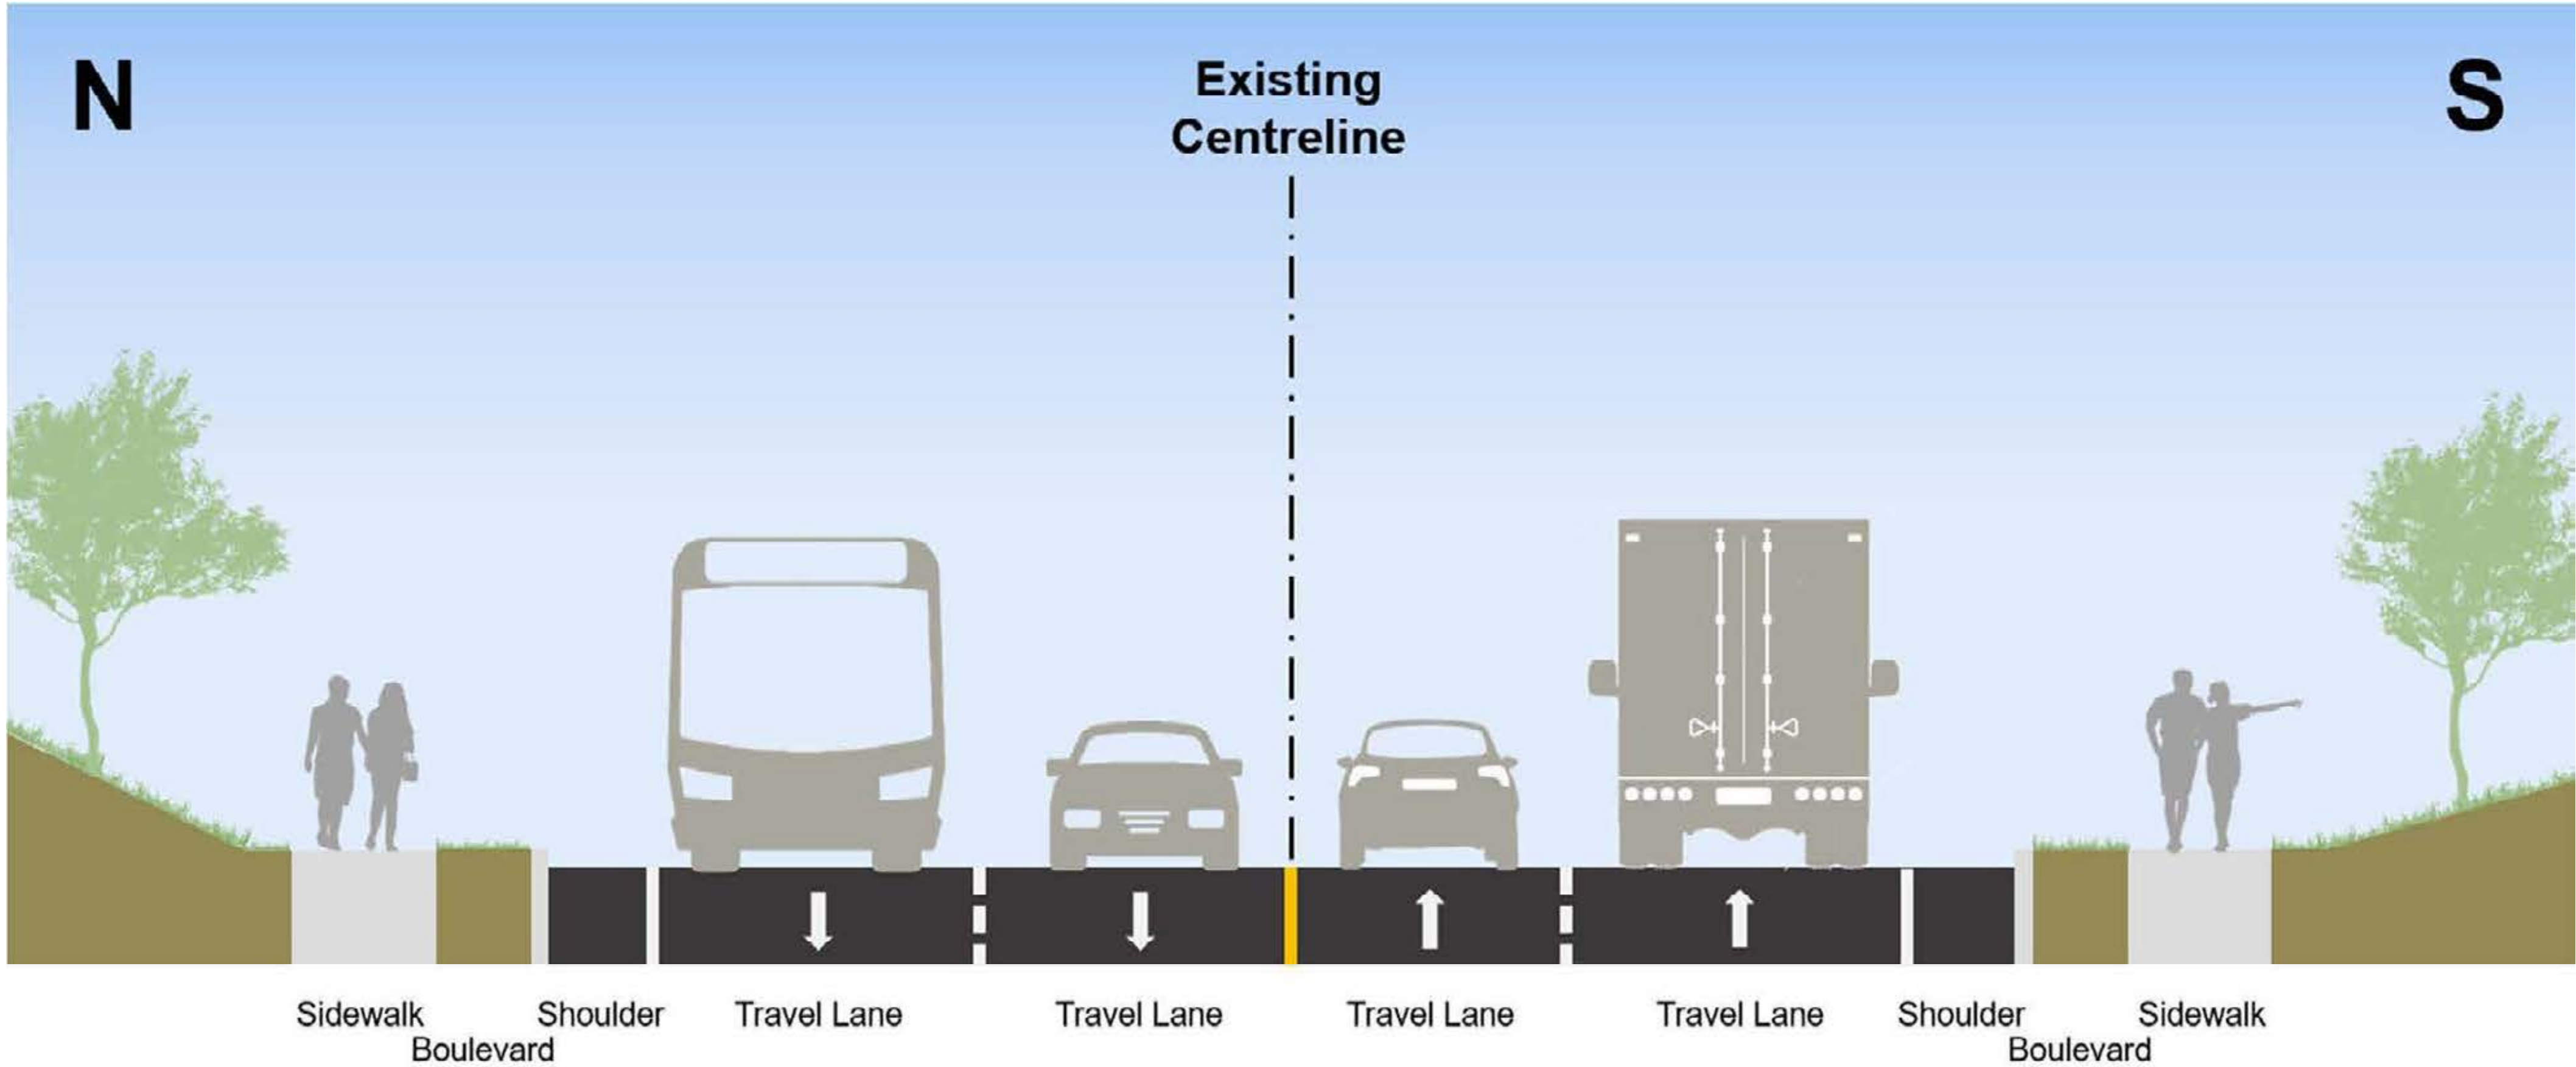 N
Existing
Centreline
S
Sidewalk
Boulevard
Shoulder
Travel Lane
Travel Lane
Travel Lane
Travel Lane
Shoulder
Boulevard
Sidewalk